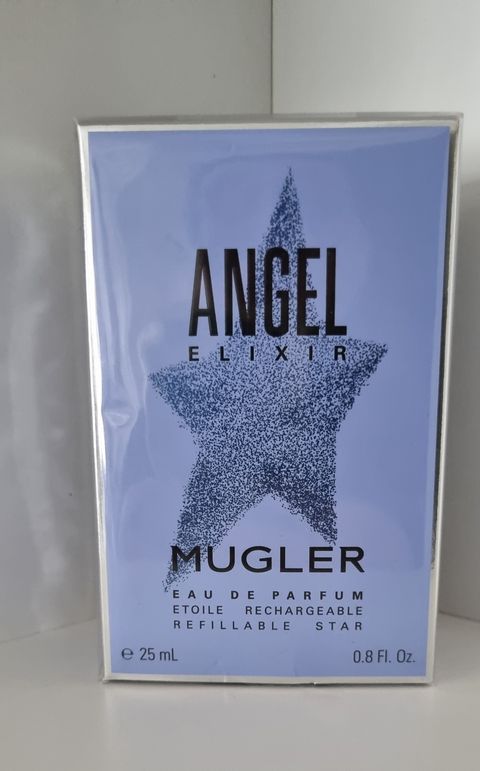 ANGEL
ELIXIR
MUGLER
EAU DE PARFUM
ETOILE RECHARGEABLE
REFILLABLE STAR
℮ 25 mL 0.8 Fl. Oz.